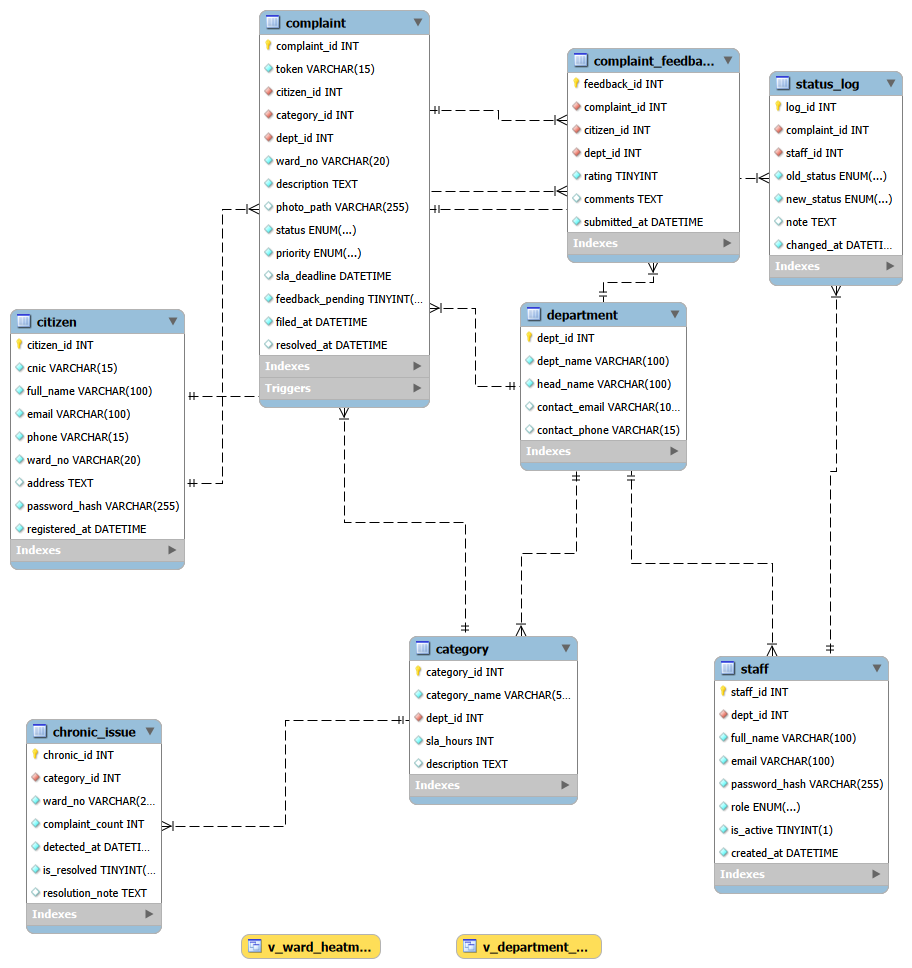 complaint
complaint_id INT
token VARCHAR(15)
citizen_id INT
category_id INT
dept_id INT
ward_no VARCHAR(20)
description TEXT
photo_path VARCHAR(255)
status ENUM(...)
priority ENUM(...)
sla_deadline DATETIME
feedback_pending TINYINT(...
filed_at DATETIME
resolved_at DATETIME
Indexes
Triggers
complaint_feedba...
feedback_id INT
complaint_id INT
citizen_id INT
dept_id INT
rating TINYINT
comments TEXT
submitted_at DATETIME
Indexes
status_log
log_id INT
complaint_id INT
staff_id INT
old_status ENUM(...)
new_status ENUM(...)
note TEXT
changed_at DATETI...
Indexes
citizen
citizen_id INT
cnic VARCHAR(15)
full_name VARCHAR(100)
email VARCHAR(100)
phone VARCHAR(15)
ward_no VARCHAR(20)
address TEXT
password_hash VARCHAR(255)
registered_at DATETIME
Indexes
department
dept_id INT
dept_name VARCHAR(100)
head_name VARCHAR(100)
contact_email VARCHAR(10...
contact_phone VARCHAR(15)
Indexes
category
category_id INT
category_name VARCHAR(5...
dept_id INT
sla_hours INT
description TEXT
Indexes
staff
staff_id INT
dept_id INT
full_name VARCHAR(100)
email VARCHAR(100)
password_hash VARCHAR(255)
role ENUM(...)
is_active TINYINT(1)
created_at DATETIME
Indexes
chronic_issue
chronic_id INT
category_id INT
ward_no VARCHAR(2...
complaint_count INT
detected_at DATETI...
is_resolved TINYINT(...
resolution_note TEXT
Indexes
v_ward_heatm...
v_department_...